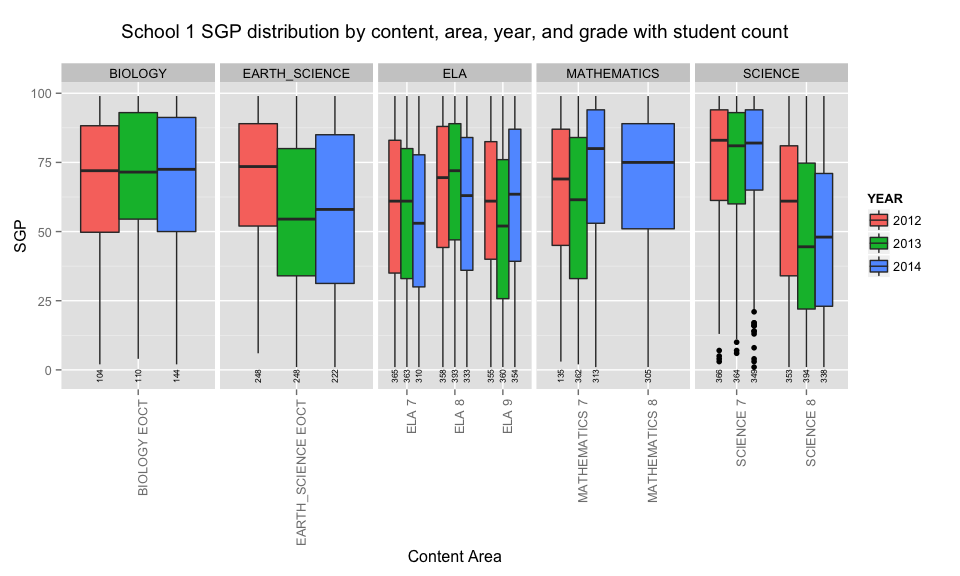 School 1 SGP distribution by content, area, year, and grade with student count
BIOLOGY
EARTH_SCIENCE
ELA
MATHEMATICS
SCIENCE
100
75
50
25
0
SGP
104
110
144
248
248
222
365
363
310
358
393
333
355
360
354
135
362
313
305
366
364
349
353
394
338
BIOLOGY EOCT
EARTH_SCIENCE EOCT
ELA 7
ELA 8
ELA 9
MATHEMATICS 7
MATHEMATICS 8
SCIENCE 7
SCIENCE 8
Content Area
YEAR
2012
2013
2014